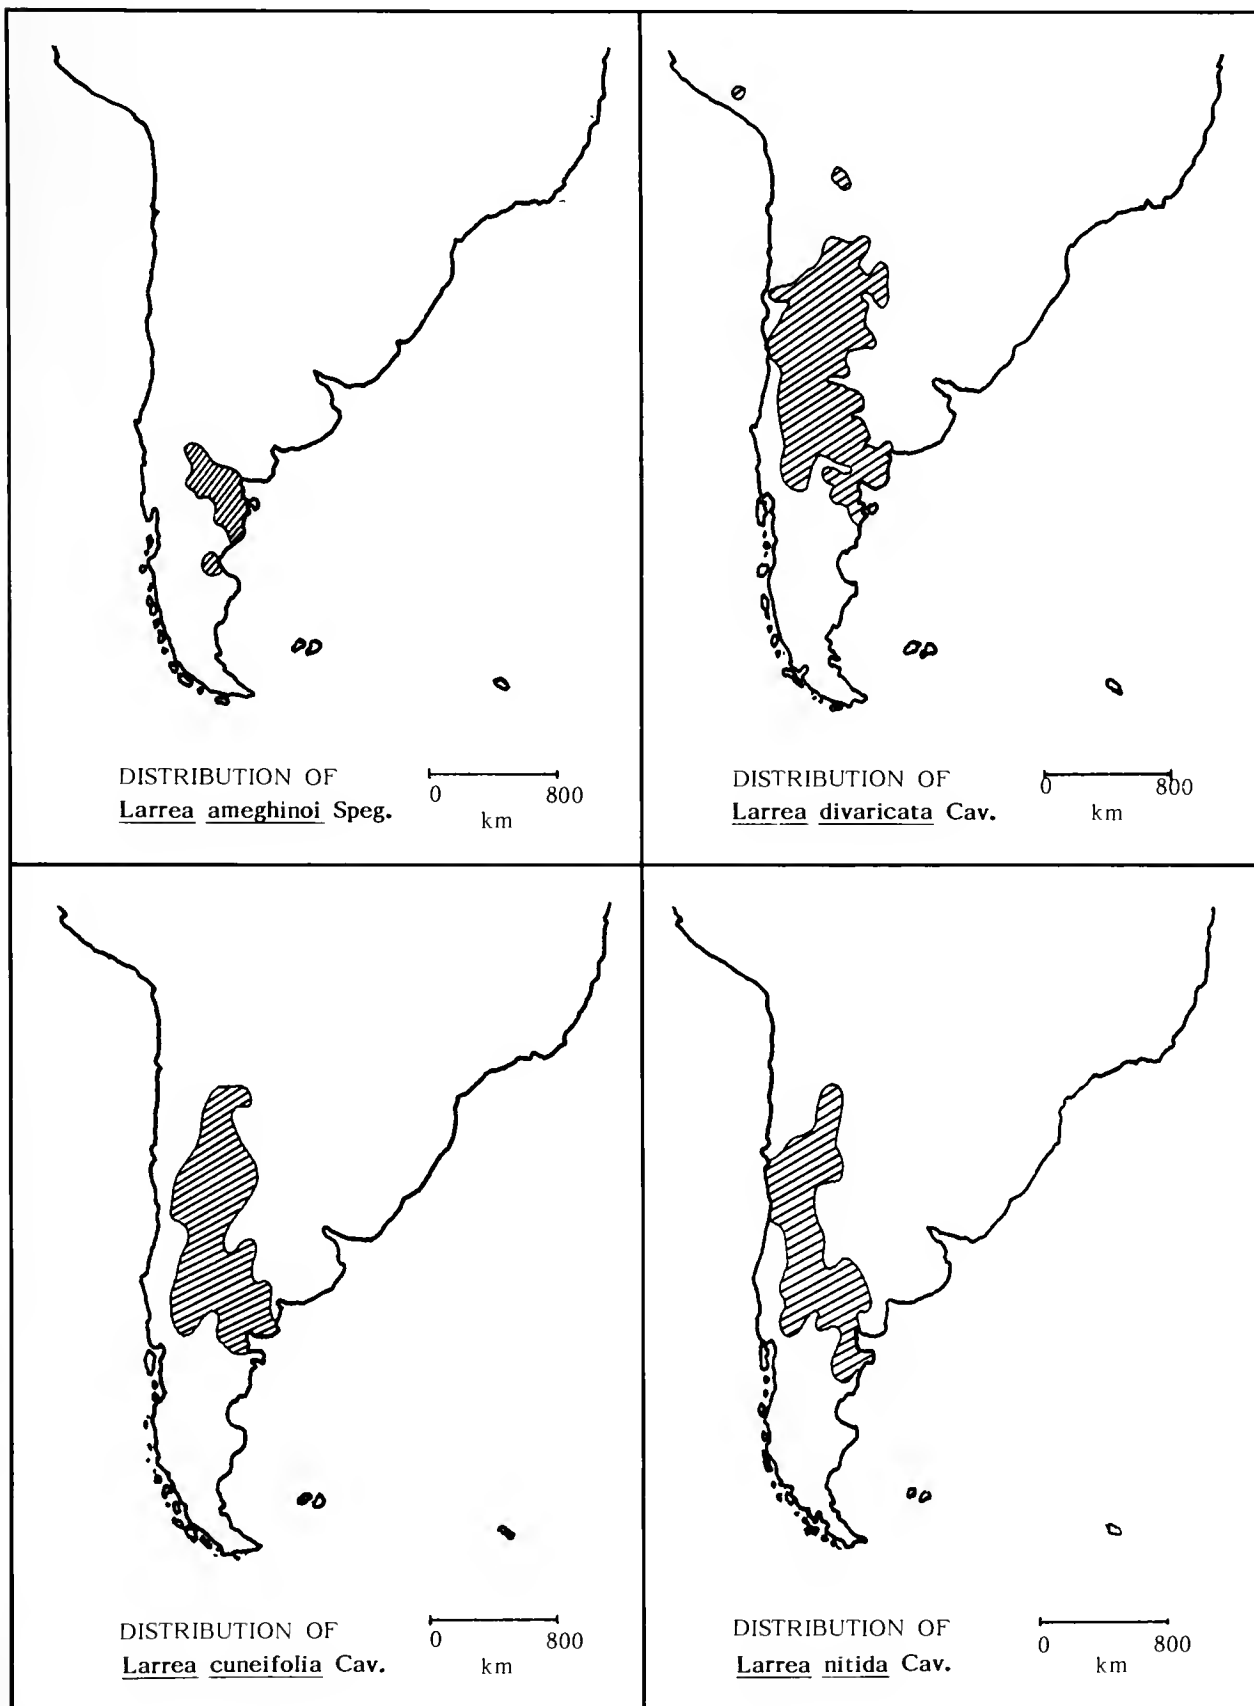 DISTRIBUTION OF
Larrea ameghinoi Speg.
0 800
km
DISTRIBUTION OF
Larrea divaricata Cav.
0 800
km
DISTRIBUTION OF
Larrea cuneifolia Cav.
0 800
km
DISTRIBUTION OF
Larrea nitida Cav.
0 800
km